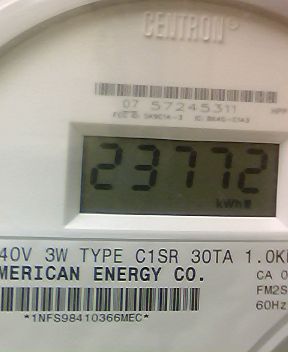 CENTRON®
07 57245311
23772
kWh
40V 3W TYPE C1SR 30TA 1.0K
MERICAN ENERGY CO.
CA 0
FM2S
60Hz
*1NFS98410366MEC*